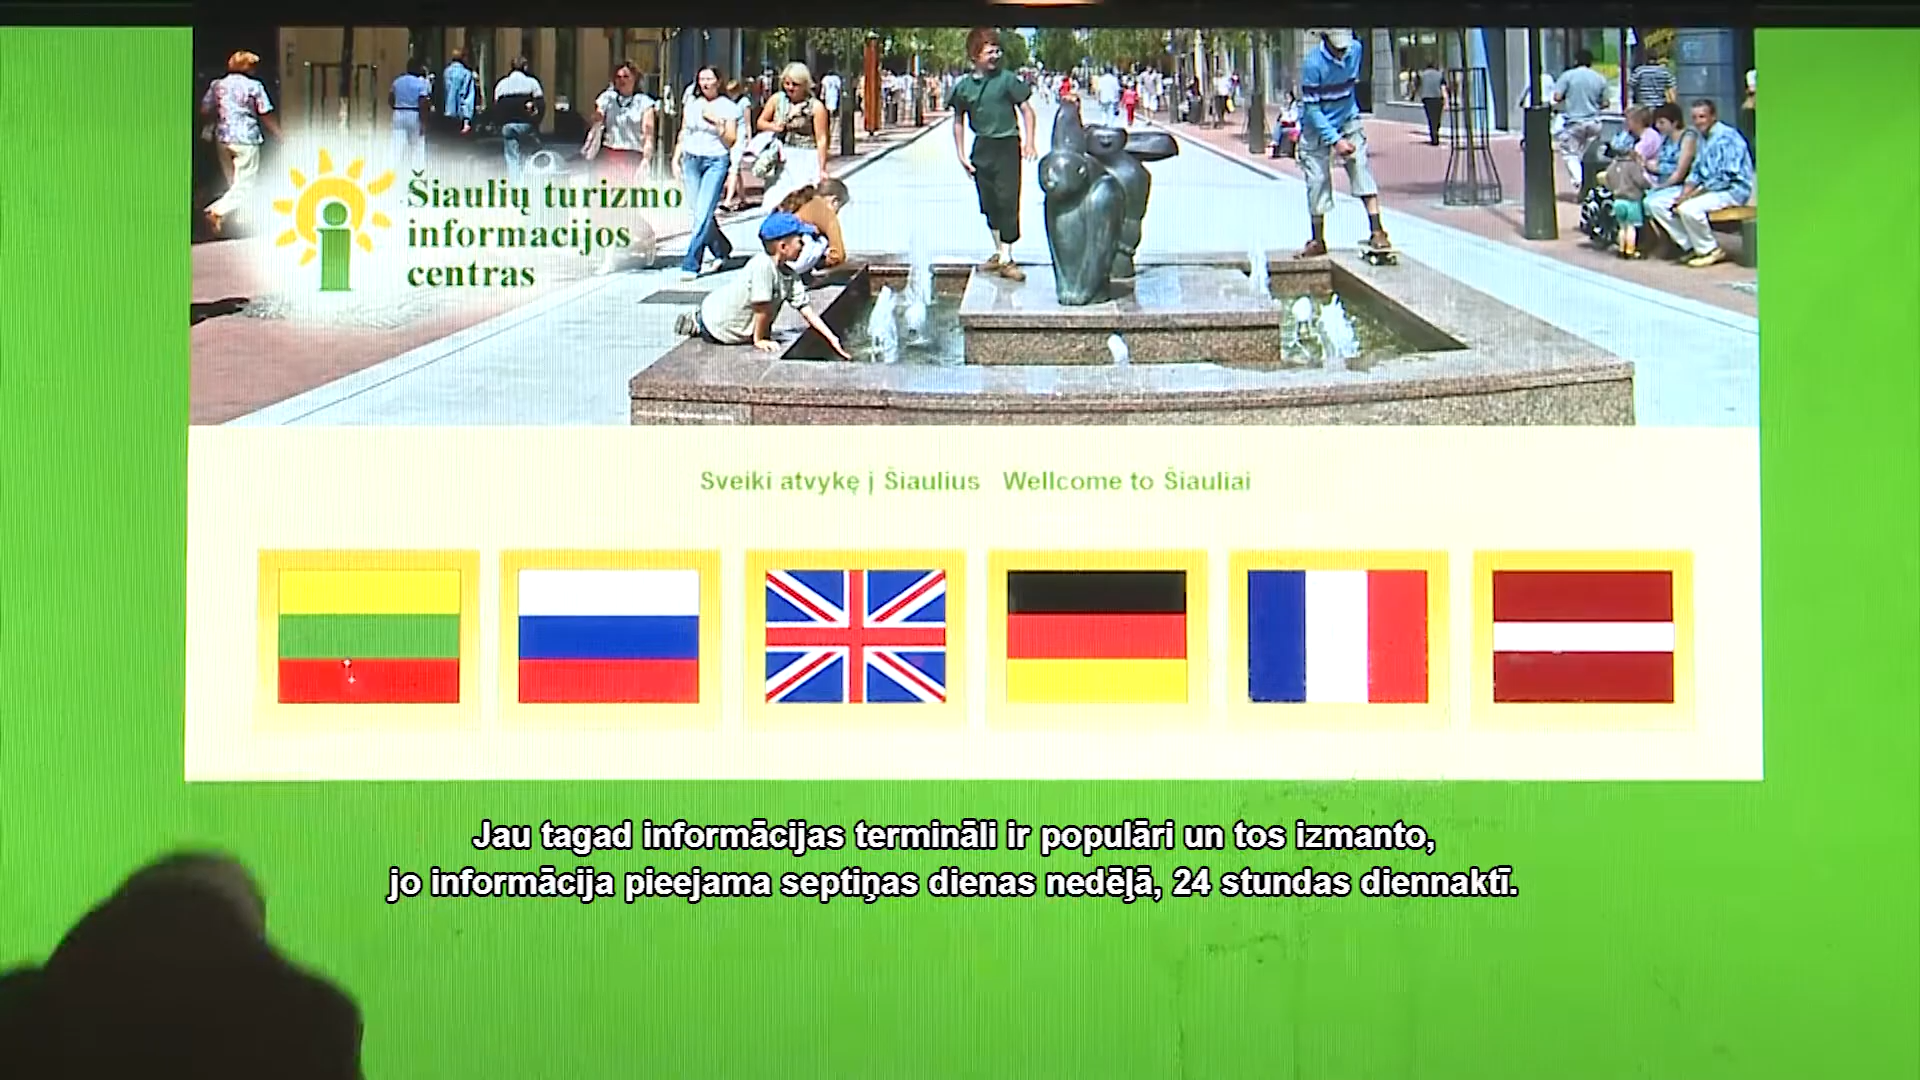 Šiaulių turizmo
informacijos
centras
Sveiki atvykę į Šiaulius Wellcome to Šiauliai
Jau tagad informācijas termināli ir populāri un tos izmanto,
jo informācija pieejama septiņas dienas nedēļā, 24 stundas diennaktī.